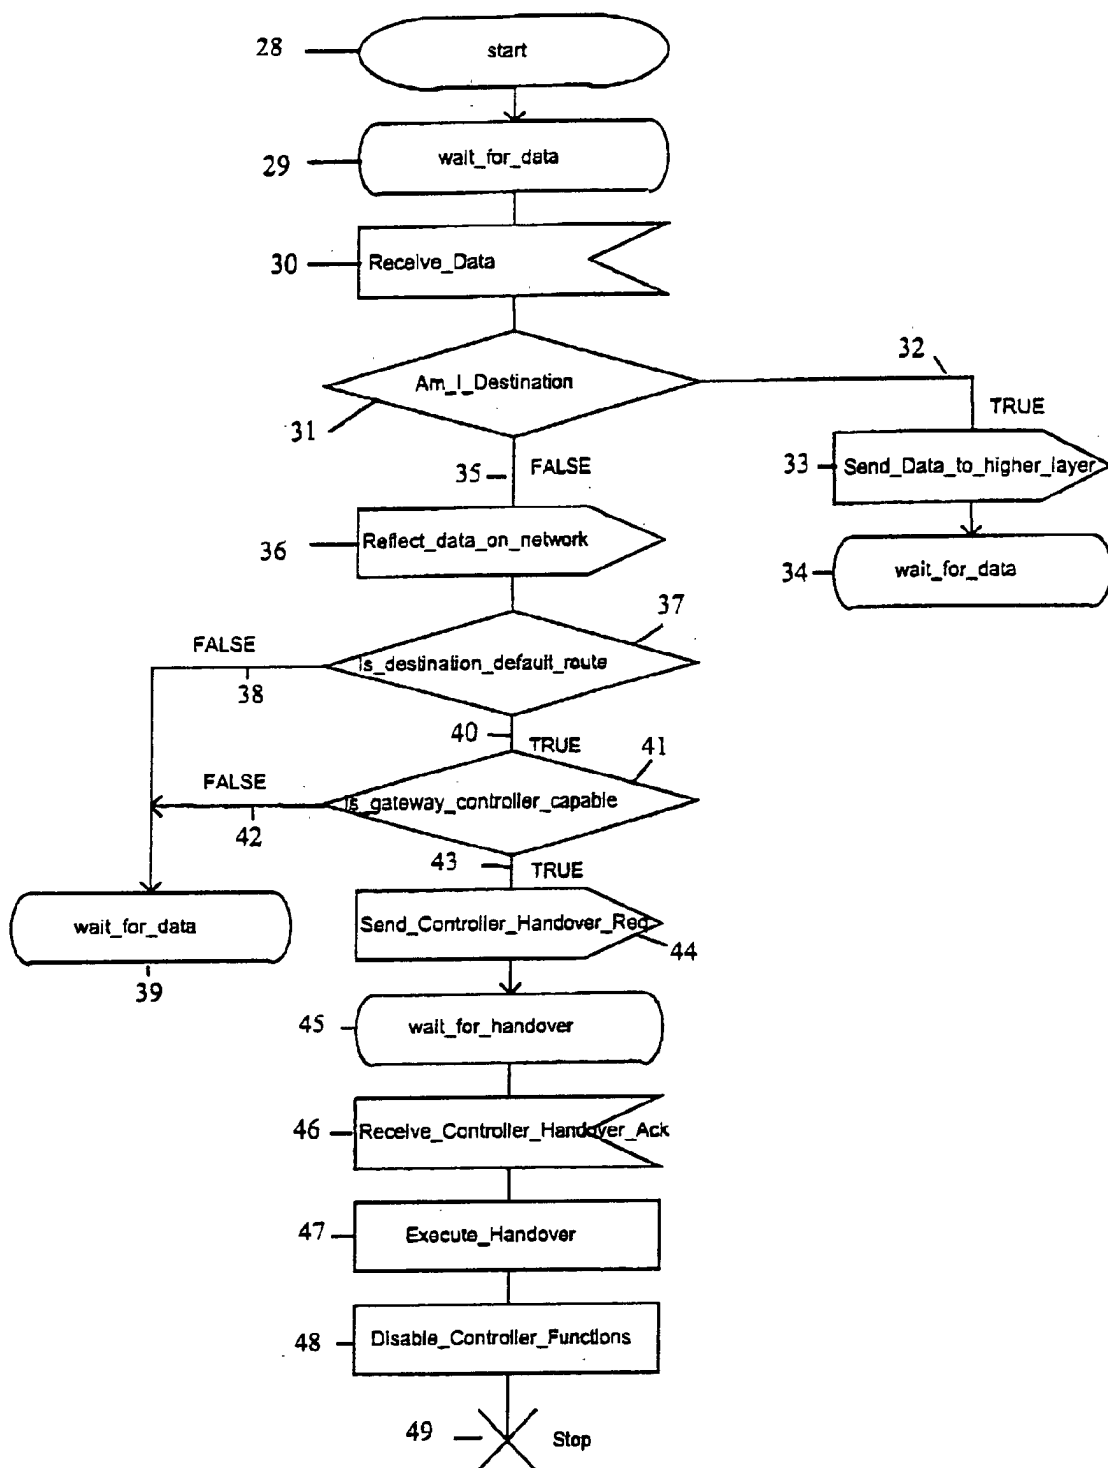 28
start
29
wait_for_data
30
Receive_Data
Am_I_Destination
31
32
TRUE
33
Send_Data_to_higher_layer
34
wait_for_data
35
FALSE
36
Reflect_data_on_network
37
Is_destination_default_route
FALSE
38
40
TRUE
41
Is_gateway_controller_capable
FALSE
42
43
TRUE
wait_for_data
39
Send_Controller_Handover_Req
44
45
wait_for_handover
46
Receive_Controller_Handover_Ack
47
Execute_Handover
48
Disable_Controller_Functions
49
Stop